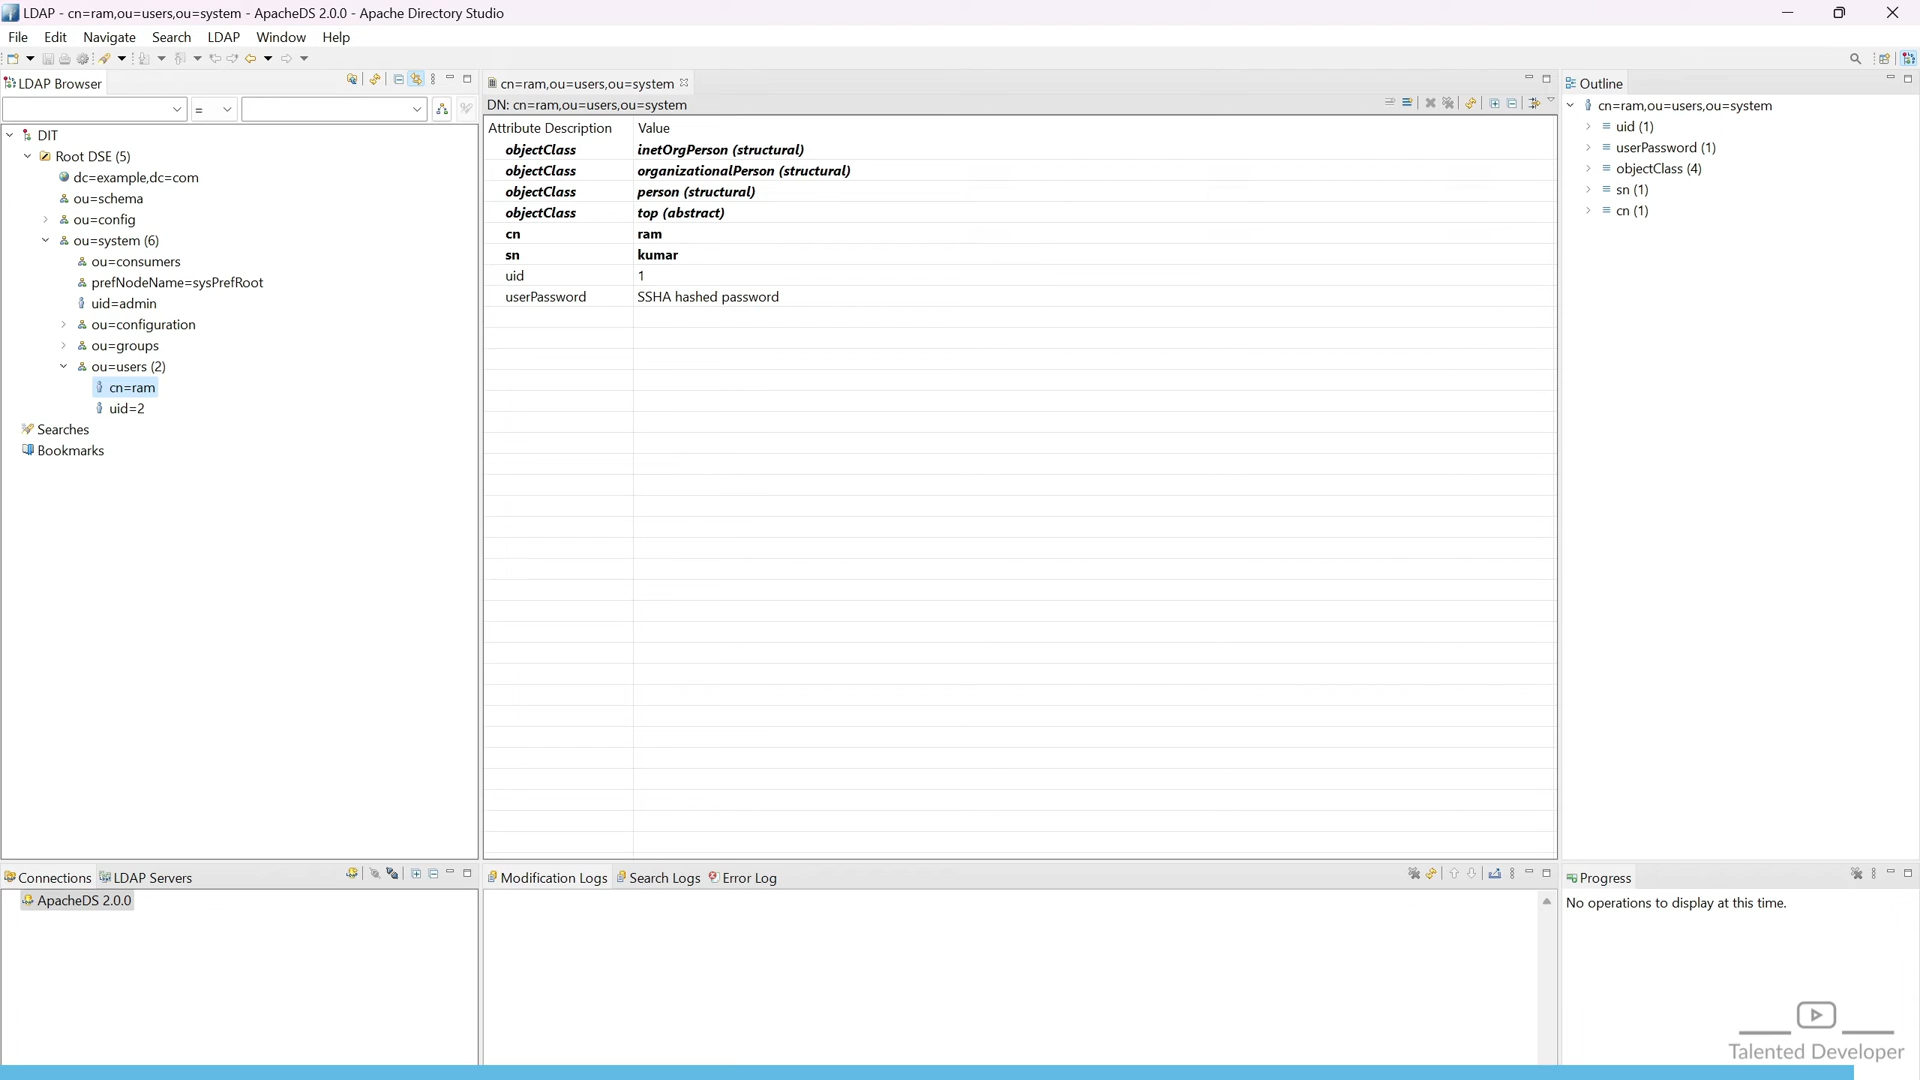 LDAP - cn=ram,ou=users,ou=system - ApacheDS 2.0.0 - Apache Directory Studio
File Edit Navigate Search LDAP Window Help
LDAP Browser
=
DIT
Root DSE (5)
dc=example,dc=com
ou=schema
ou=config
ou=system (6)
ou=consumers
prefNodeName=sysPrefRoot
uid=admin
ou=configuration
ou=groups
ou=users (2)
cn=ram
uid=2
Searches
Bookmarks
cn=ram,ou=users,ou=system
DN: cn=ram,ou=users,ou=system
Attribute Description Value
objectClass inetOrgPerson (structural)
objectClass organizationalPerson (structural)
objectClass person (structural)
objectClass top (abstract)
cn ram
sn kumar
uid 1
userPassword SSHA hashed password
Outline
cn=ram,ou=users,ou=system
uid (1)
userPassword (1)
objectClass (4)
sn (1)
cn (1)
Connections LDAP Servers
ApacheDS 2.0.0
Modification Logs Search Logs Error Log
Progress
No operations to display at this time.
Talented Developer